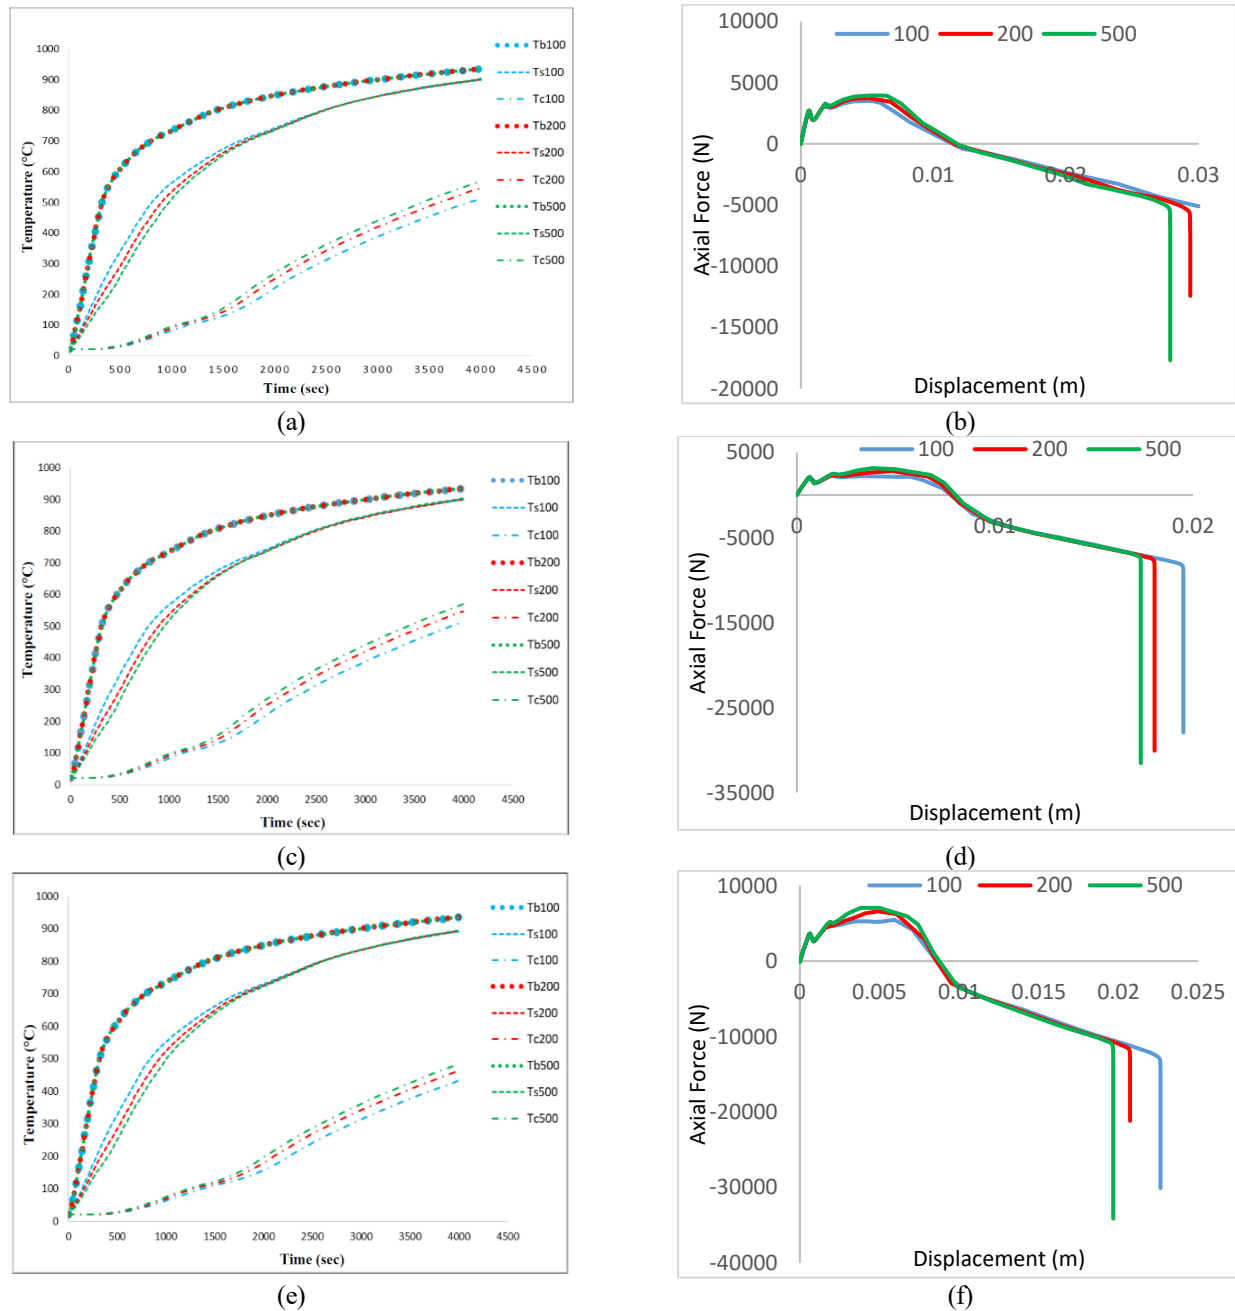 1000
900
800
700
600
500
400
300
200
100
0
Temperature (°C)
0 500 1000 1500 2000 2500 3000 3500 4000 4500
Time (sec)
Tb100
Ts100
Tc100
Tb200
Ts200
Tc200
Tb500
Ts500
Tc500
(a)
100 200 500
10000
5000
0
-5000
-10000
-15000
-20000
Axial Force (N)
0 0.01 0.02 0.03
Displacement (m)
(b)
1000
900
800
700
600
500
400
300
200
100
0
Temperature (°C)
0 500 1000 1500 2000 2500 3000 3500 4000 4500
Time (sec)
Tb100
Ts100
Tc100
Tb200
Ts200
Tc200
Tb500
Ts500
Tc500
(c)
100 200 500
5000
-5000
-15000
-25000
-35000
Axial Force (N)
0 0.01 0.02
Displacement (m)
(d)
1000
900
800
700
600
500
400
300
200
100
0
Temperature (°C)
0 500 1000 1500 2000 2500 3000 3500 4000 4500
Time (sec)
Tb100
Ts100
Tc100
Tb200
Ts200
Tc200
Tb500
Ts500
Tc500
(e)
100 200 500
10000
0
-10000
-20000
-30000
-40000
Axial Force (N)
0 0.005 0.01 0.015 0.02 0.025
Displacement (m)
(f)